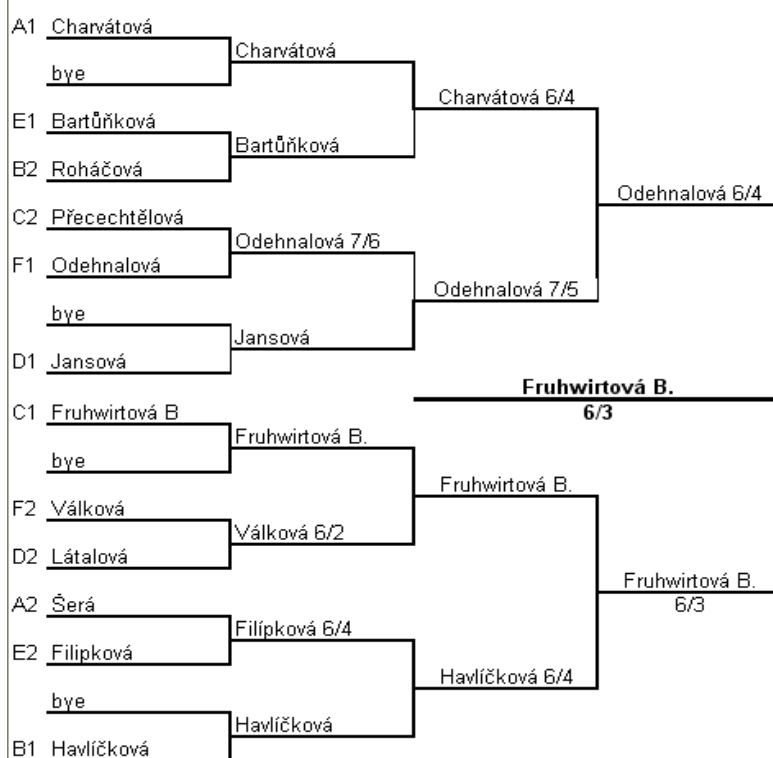 A1 Charvátová
Charvátová
bye
Charvátová 6/4
E1 Bartůňková
Bartůňková
B2 Roháčová
Odehnalová 6/4
C2 Přecechtělová
Odehnalová 7/6
F1 Odehnalová
Odehnalová 7/5
bye
Jansová
D1 Jansová
Fruhwirtová B.
6/3
C1 Fruhwirtová B
Fruhwirtová B.
bye
Fruhwirtová B.
F2 Válková
Válková 6/2
D2 Látalová
Fruhwirtová B.
6/3
A2 Šerá
Filípková 6/4
E2 Filipková
Havlíčková 6/4
bye
Havlíčková
B1 Havlíčková